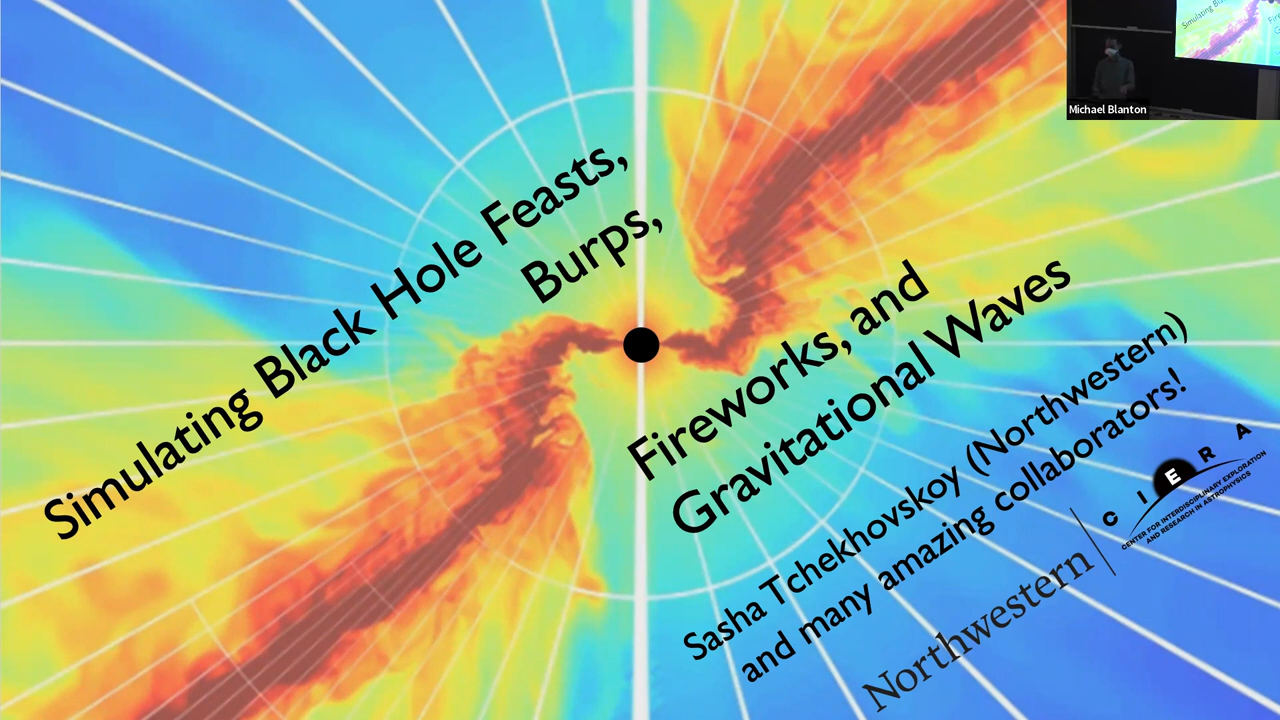 Simulating Black Hole Feasts,
Burps,
Fireworks, and
Gravitational Waves
Sasha Tchekhovskoy (Northwestern)
and many amazing collaborators!
Northwestern
CIERA
CENTER FOR INTERDISCIPLINARY EXPLORATION
AND RESEARCH IN ASTROPHYSICS
Michael Blanton